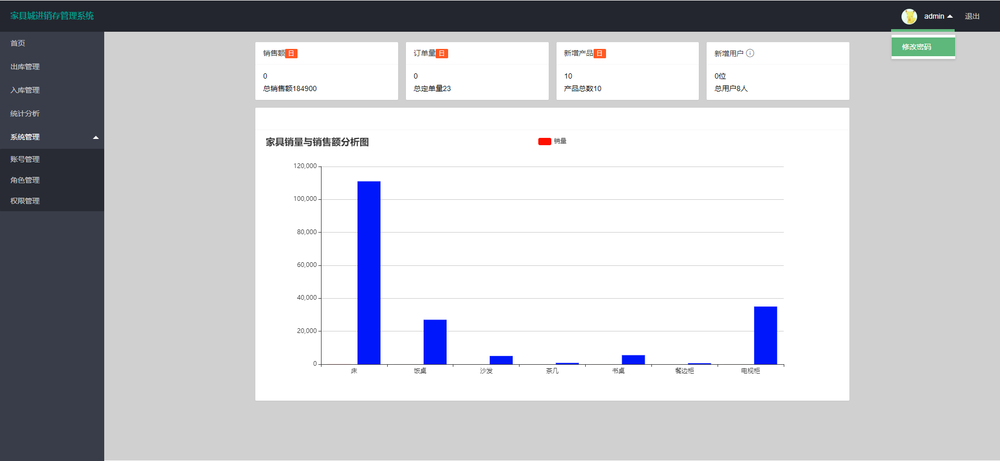 家具城进销存管理系统
admin
退出
修改密码
首页
出库管理
入库管理
统计分析
系统管理
账号管理
角色管理
权限管理
销售额日
0
总销售额184900
订单量日
0
总定单量23
新增产品日
10
产品总数10
新增用户
0位
总用户8人
家具销量与销售额分析图
销量
120,000
100,000
80,000
60,000
40,000
20,000
0
床
饭桌
沙发
茶几
书桌
餐边柜
电视柜